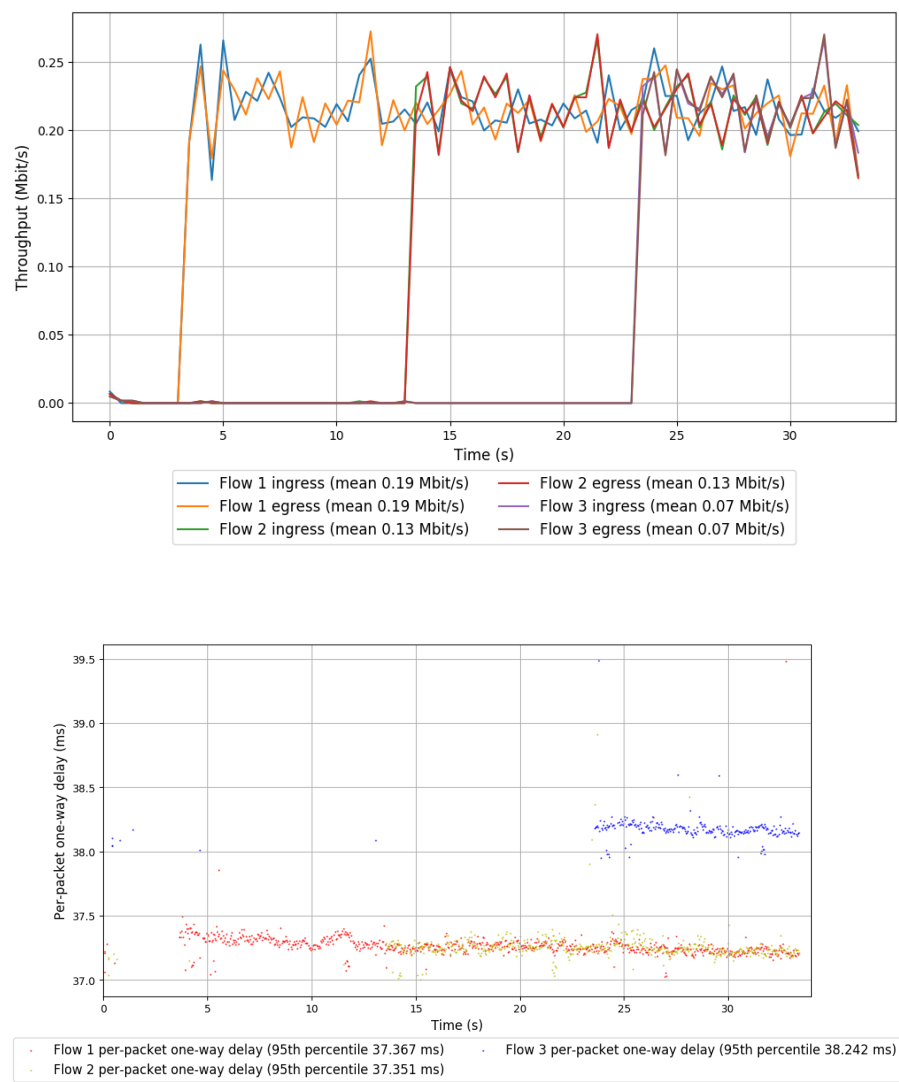 0.25
0.20
0.15
0.10
0.05
0.00
Throughput (Mbit/s)
0 5 10 15 20 25 30
Time (s)
Flow 1 ingress (mean 0.19 Mbit/s) Flow 2 egress (mean 0.13 Mbit/s)
Flow 1 egress (mean 0.19 Mbit/s) Flow 3 ingress (mean 0.07 Mbit/s)
Flow 2 ingress (mean 0.13 Mbit/s) Flow 3 egress (mean 0.07 Mbit/s)
39.5
39.0
38.5
38.0
37.5
37.0
Per-packet one-way delay (ms)
0 5 10 15 20 25 30
Time (s)
Flow 1 per-packet one-way delay (95th percentile 37.367 ms) Flow 3 per-packet one-way delay (95th percentile 38.242 ms)
Flow 2 per-packet one-way delay (95th percentile 37.351 ms)